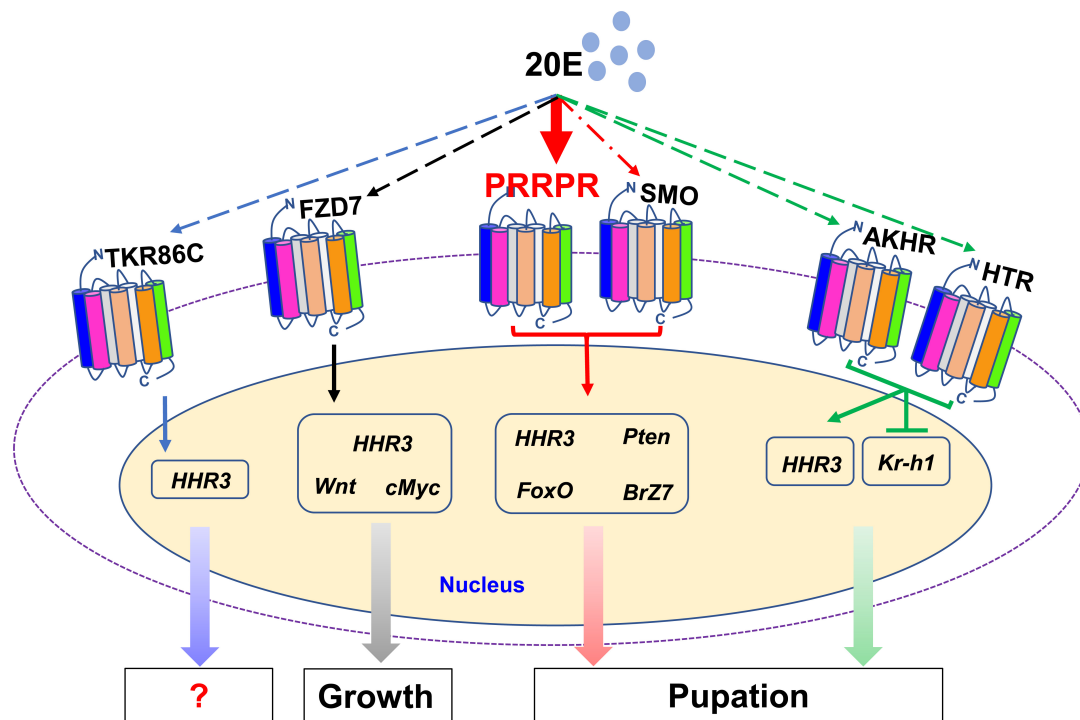 20E
PRRPR
N SMO
N FZD7
N TKR86C
N AKHR
N HTR
C
C
C
C
C
C
HHR3
HHR3
Wnt cMyc
HHR3 Pten
FoxO BrZ7
HHR3
Kr-h1
Nucleus
?
Growth
Pupation